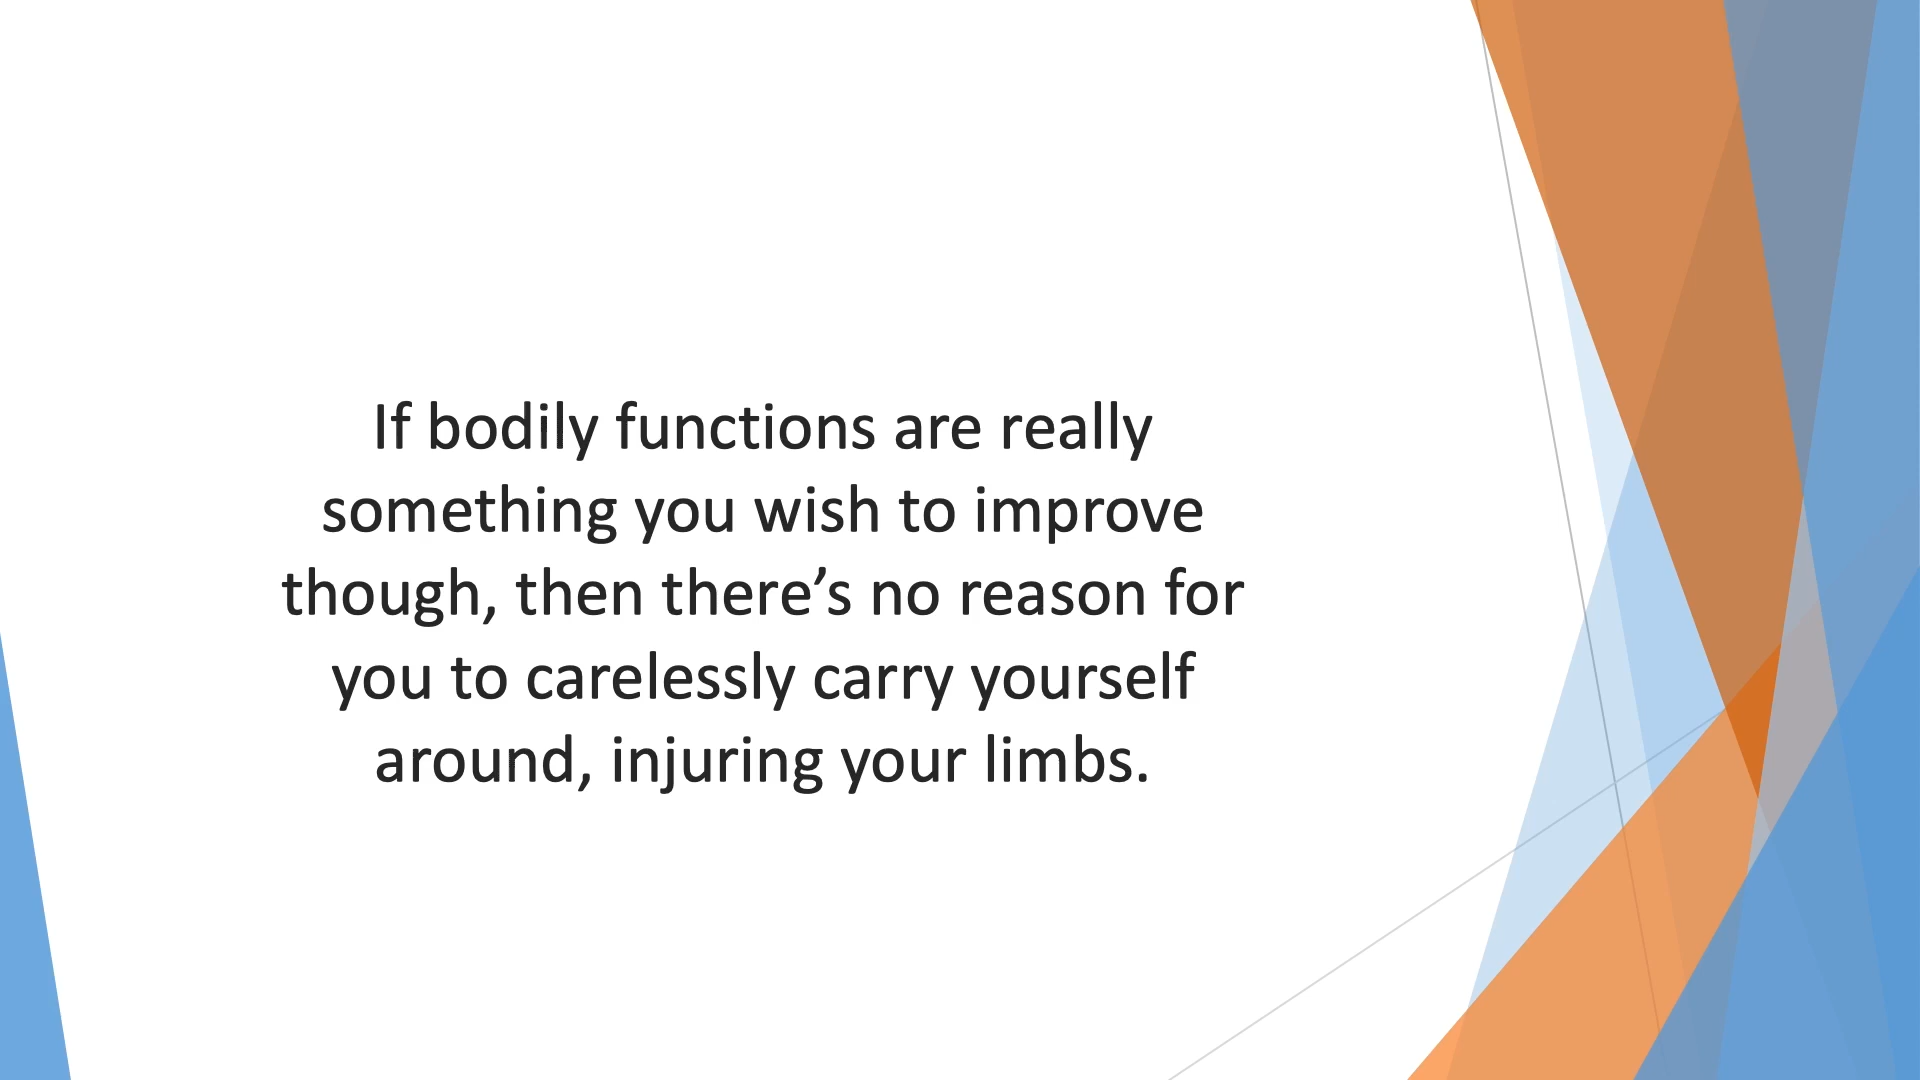 If bodily functions are really
something you wish to improve
though, then there’s no reason for
you to carelessly carry yourself
around, injuring your limbs.